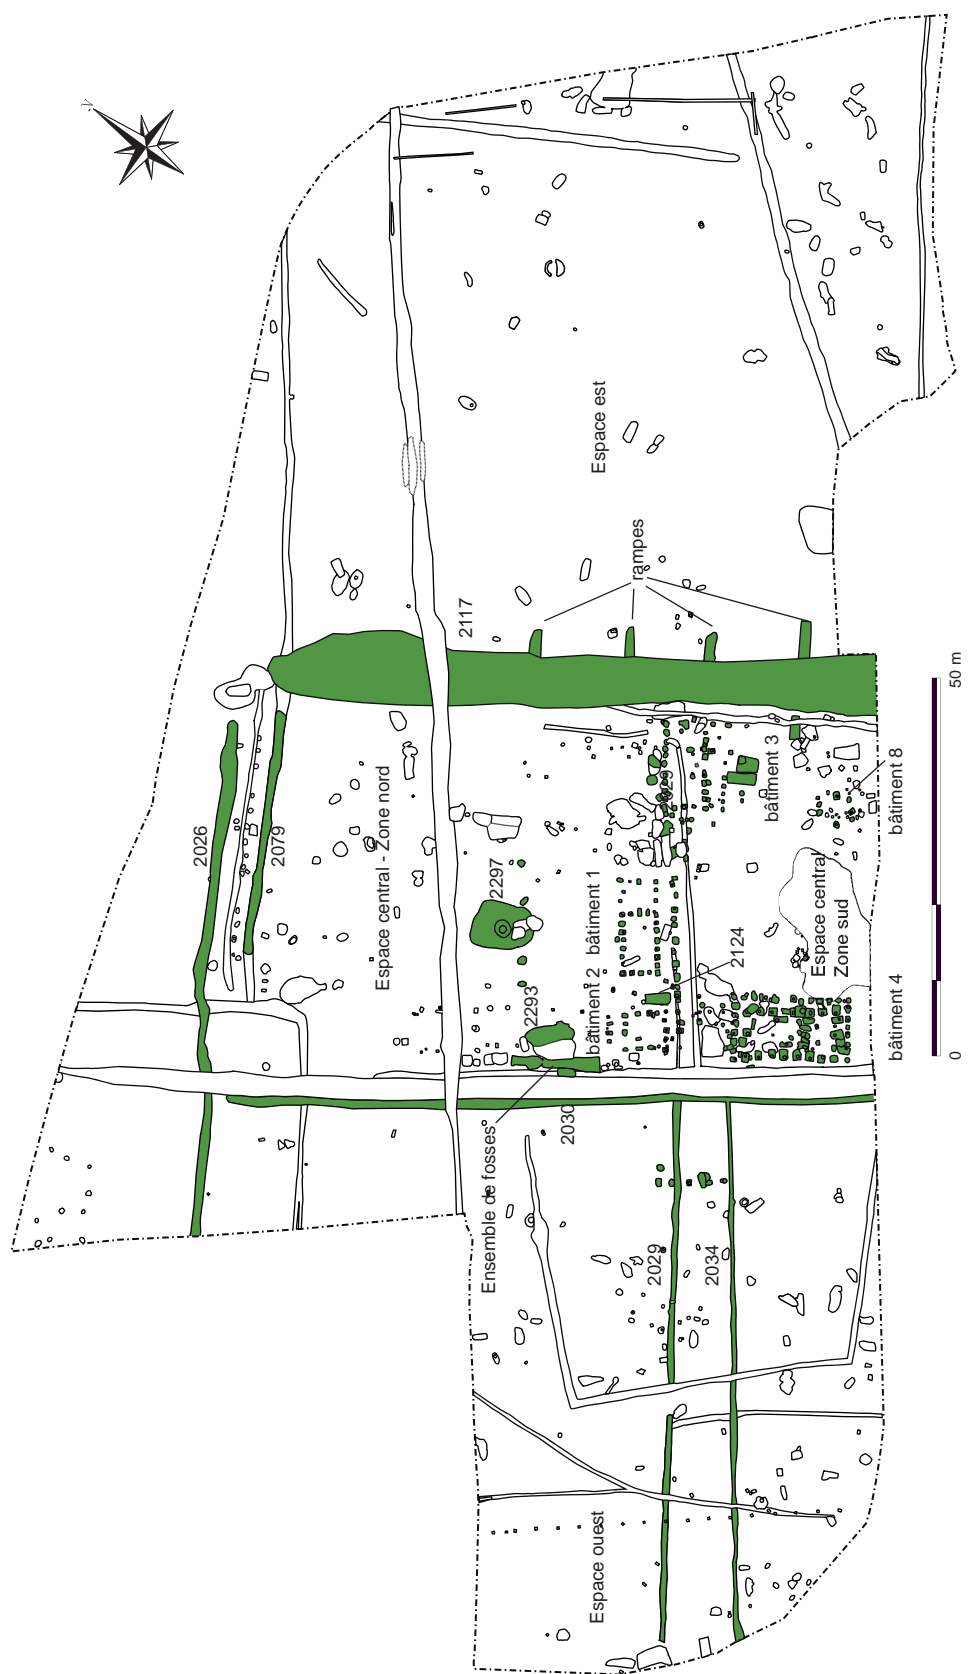 N
2026
2079
2117
Espace est
rampes
Espace central - Zone nord
2297
2293
bâtiment 1
bâtiment 2
2124
bâtiment 3
bâtiment 8
Espace central
Zone sud
bâtiment 4
Ensemble de fosses
2030
2029
2034
Espace ouest
0
50 m